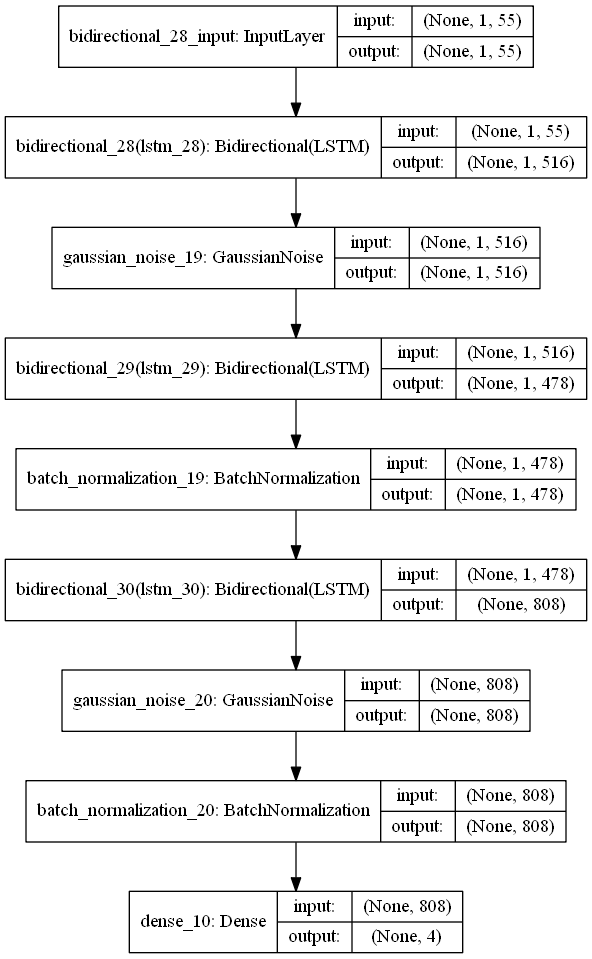 bidirectional_28_input: InputLayer
input: (None, 1, 55)
output: (None, 1, 55)
bidirectional_28(lstm_28): Bidirectional(LSTM)
input: (None, 1, 55)
output: (None, 1, 516)
gaussian_noise_19: GaussianNoise
input: (None, 1, 516)
output: (None, 1, 516)
bidirectional_29(lstm_29): Bidirectional(LSTM)
input: (None, 1, 516)
output: (None, 1, 478)
batch_normalization_19: BatchNormalization
input: (None, 1, 478)
output: (None, 1, 478)
bidirectional_30(lstm_30): Bidirectional(LSTM)
input: (None, 1, 478)
output: (None, 808)
gaussian_noise_20: GaussianNoise
input: (None, 808)
output: (None, 808)
batch_normalization_20: BatchNormalization
input: (None, 808)
output: (None, 808)
dense_10: Dense
input: (None, 808)
output: (None, 4)